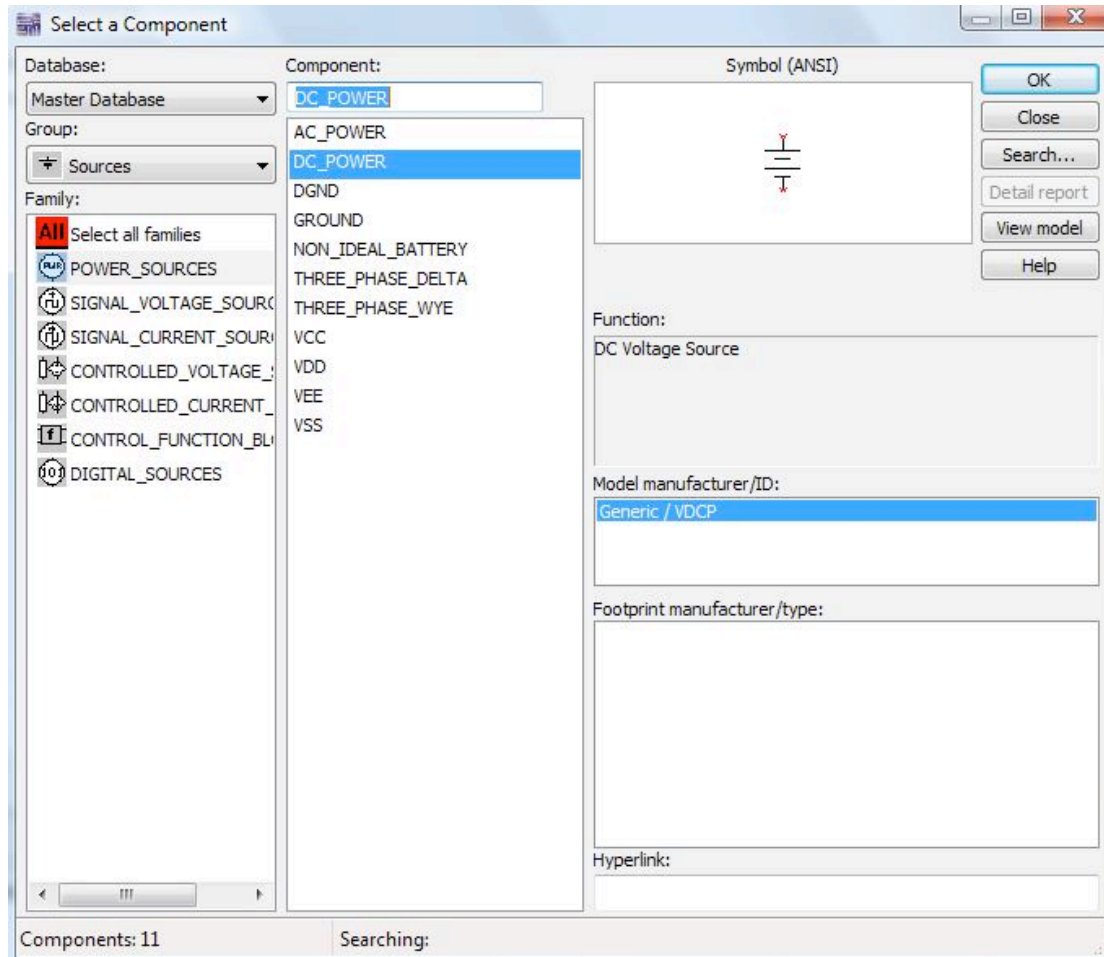 Select a Component
Database:
Master Database
Group:
Sources
Family:
All Select all families
POWER_SOURCES
SIGNAL_VOLTAGE_SOURC
SIGNAL_CURRENT_SOUR
CONTROLLED_VOLTAGE_
CONTROLLED_CURRENT_
CONTROL_FUNCTION_BL
DIGITAL_SOURCES
Component:
DC_POWER
AC_POWER
DC_POWER
DGND
GROUND
NON_IDEAL_BATTERY
THREE_PHASE_DELTA
THREE_PHASE_WYE
VCC
VDD
VEE
VSS
Symbol (ANSI)
OK
Close
Search...
Detail report
View model
Help
Function:
DC Voltage Source
Model manufacturer/ID:
Generic / VDCP
Footprint manufacturer/type:
Hyperlink:
Components: 11
Searching: